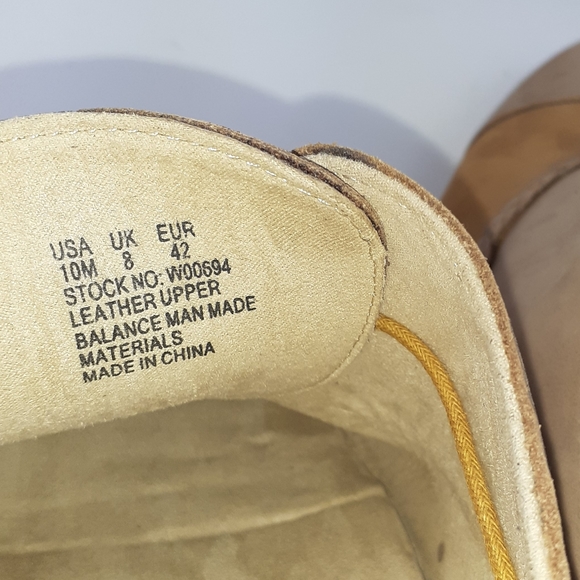 USA UK EUR
10M 8 42
STOCK NO: W00694
LEATHER UPPER
BALANCE MAN MADE
MATERIALS
MADE IN CHINA